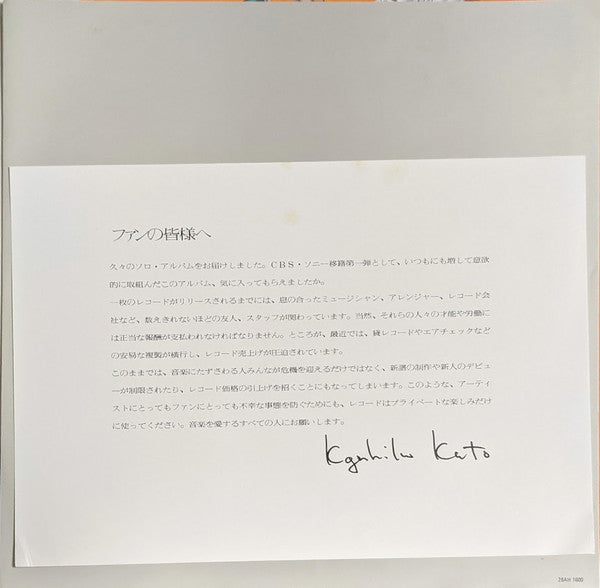 ファンの皆様へ
久々のソロ・アルバムをお届けしました。CBS・ソニー移籍第一弾として、いつもにも増して意欲
的に取組んだこのアルバム、気に入ってもらえましたか。
一枚のレコードがリリースされるまでには、息の合ったミュージシャン、アレンジャー、レコード会
社など、数えきれないほどの友人、スタッフが関わっています。当然、それらの人々の才能や労働に
は正当な報酬が支払われなければなりません。ところが、最近では、貸レコードやエアチェックなど
の安易な複製が横行し、レコード売上げが圧迫されています。
このままでは、音楽にたずさわる人みんなが危機を迎えるだけではなく、新譜の制作や新人のデビュ
ーが制限されたり、レコード価格の引上げを招くことにもなってしまいます。このような、アーティ
ストにとってもファンにとっても不幸な事態を防ぐためにも、レコードはプライベートな楽しみだけ
に使ってください。音楽を愛するすべての人にお願いします。
Kazuhiko Kato
28AH 1600